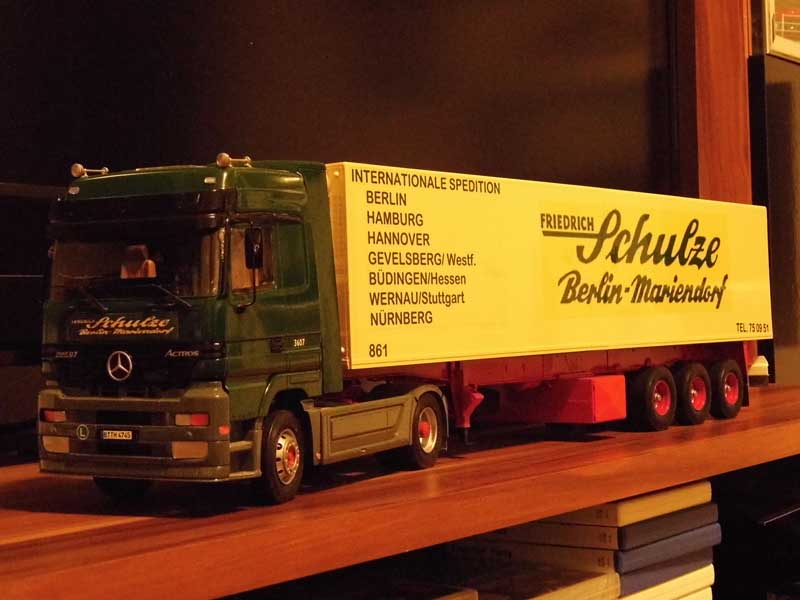 INTERNATIONALE SPEDITION
BERLIN
HAMBURG
HANNOVER
GEVELSBERG/ Westf.
BÜDINGEN/Hessen
WERNAU/Stuttgart
NÜRNBERG
861
FRIEDRICH
Schulze
Berlin-Mariendorf
TEL. 75 09 51
Schulze
Berlin-Mariendorf
ACTROS
3607
L